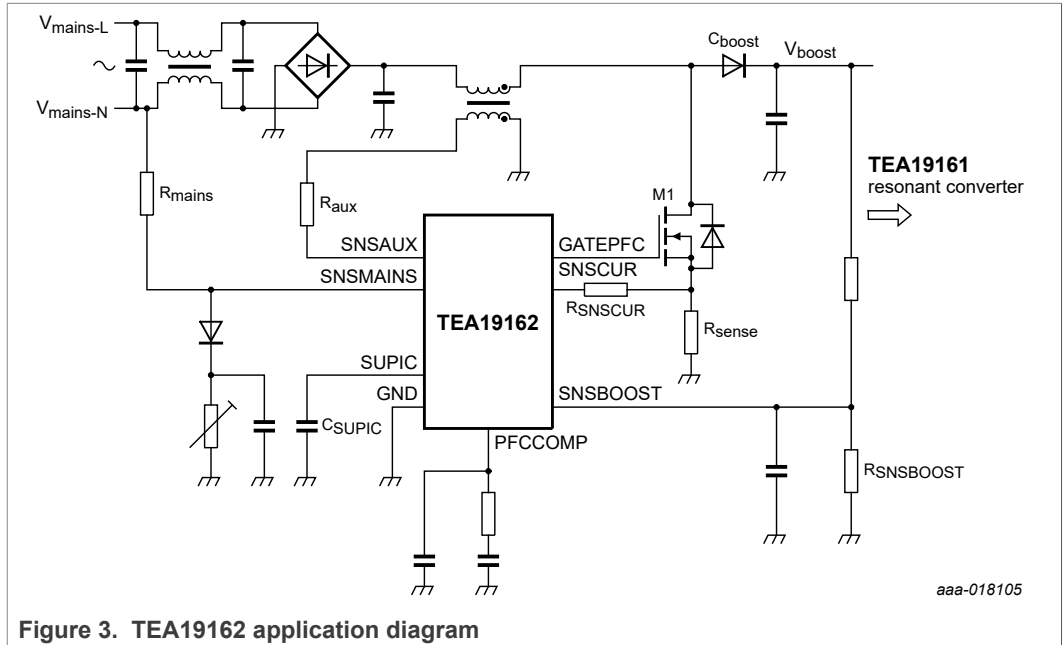 Vmains-L
Cboost
Vboost
Vmains-N
Rmains
Raux
M1
TEA19161
resonant converter
SNSAUX
GATEPFC
SNSMAINS
SNSCUR
RSNSCUR
TEA19162
Rsense
SUPIC
GND
SNSBOOST
CSUPIC
PFCCOMP
RSNSBOOST
aaa-018105
Figure 3. TEA19162 application diagram